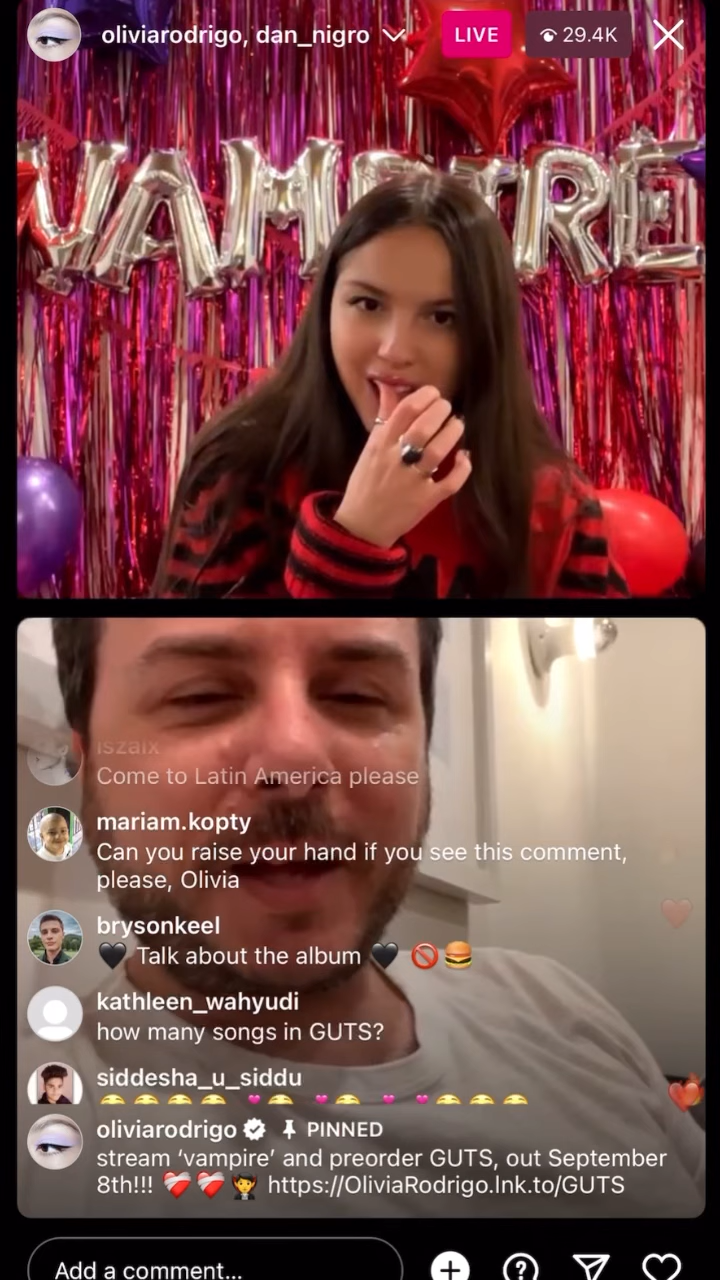 oliviarodrigo, dan_nigro
LIVE
29.4K
VAMPIRE
iszaix
Come to Latin America please
mariam.kopty
Can you raise your hand if you see this comment,
please, Olivia
brysonkeel
🖤 Talk about the album 🖤 🚫🍔
kathleen_wahyudi
how many songs in GUTS?
siddesha_u_siddu
oliviarodrigo PINNED
stream ‘vampire’ and preorder GUTS, out September
8th!!! ❤️‍🩹❤️‍🩹🧛 https://OliviaRodrigo.lnk.to/GUTS
Add a comment...